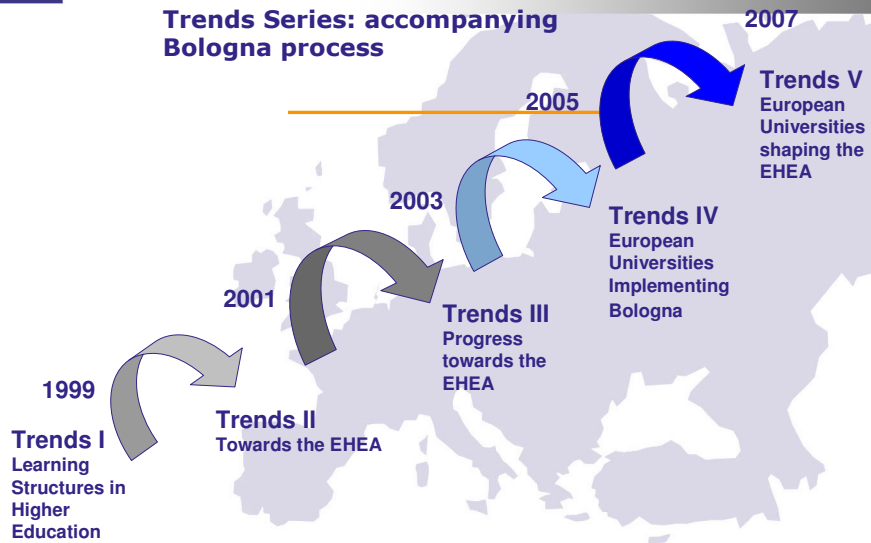 Trends Series: accompanying
Bologna process
1999
Trends I
Learning
Structures in
Higher
Education
2001
Trends II
Towards the EHEA
2003
Trends III
Progress
towards the
EHEA
2005
Trends IV
European
Universities
Implementing
Bologna
2007
Trends V
European
Universities
shaping the
EHEA